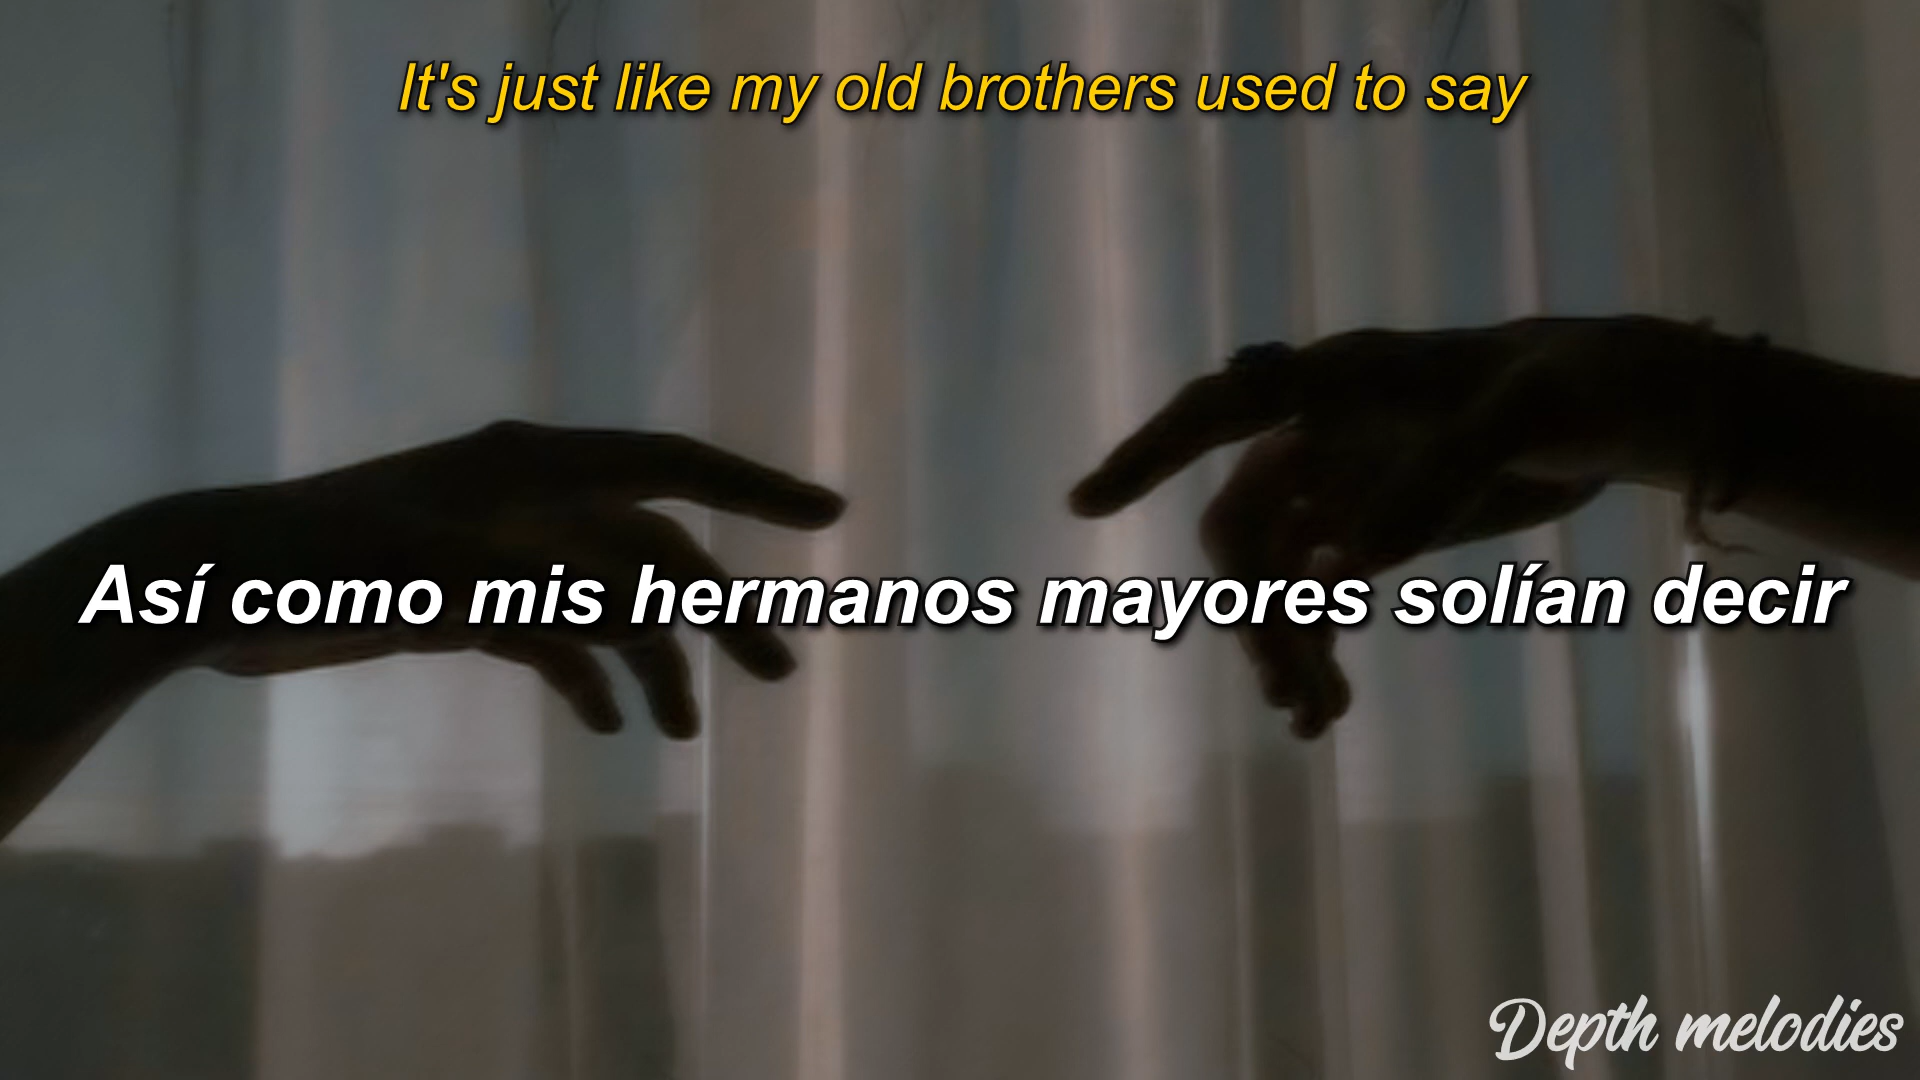 It's just like my old brothers used to say
Así como mis hermanos mayores solían decir
Depth melodies